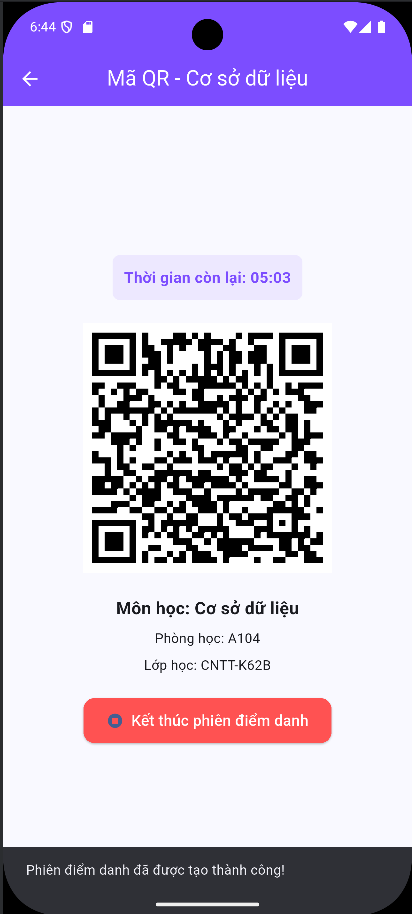 6:44
Mã QR - Cơ sở dữ liệu
Thời gian còn lại: 05:03
Môn học: Cơ sở dữ liệu
Phòng học: A104
Lớp học: CNTT-K62B
Kết thúc phiên điểm danh
Phiên điểm danh đã được tạo thành công!